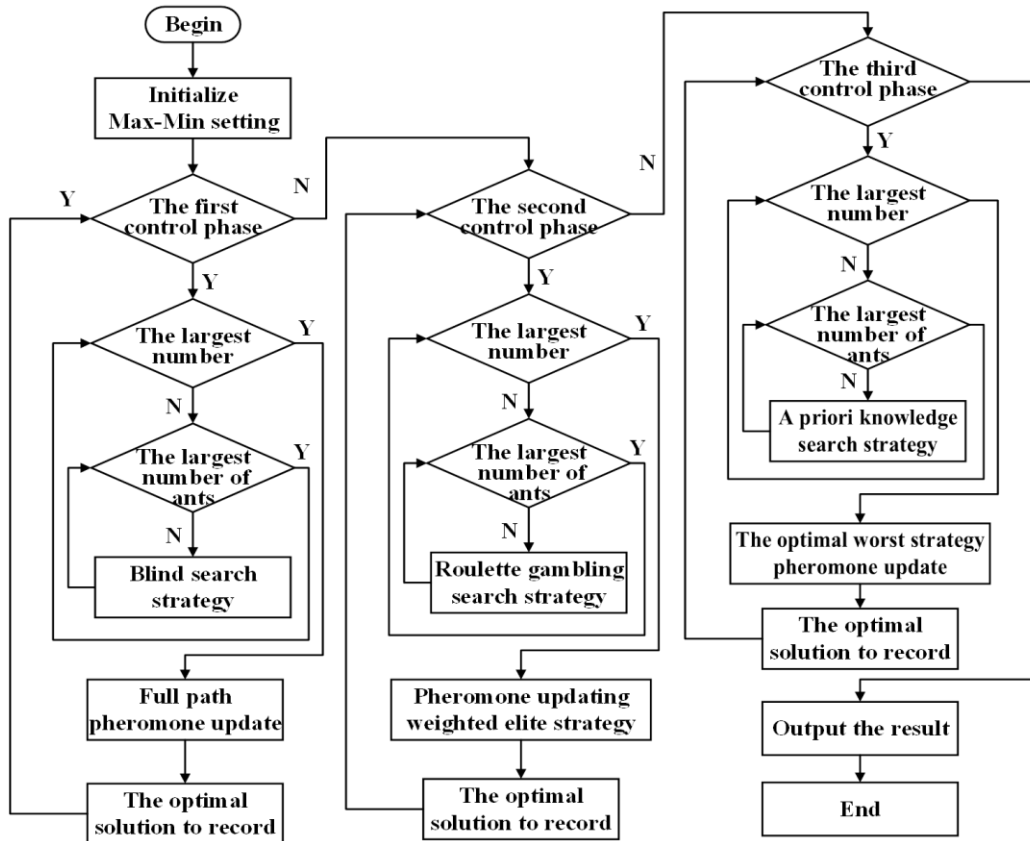 Begin
Initialize
Max-Min setting
Y
N
The first
control phase
Y
The largest
number
Y
N
The largest
number of
ants
Y
N
Blind search
strategy
Full path
pheromone update
The optimal
solution to record
The second
control phase
N
Y
The largest
number
Y
N
The largest
number of
ants
Y
N
Roulette gambling
search strategy
Pheromone updating
weighted elite strategy
The optimal
solution to record
The third
control phase
Y
The largest
number
N
The largest
number of
ants
N
A priori knowledge
search strategy
The optimal worst strategy
pheromone update
The optimal
solution to record
Output the result
End